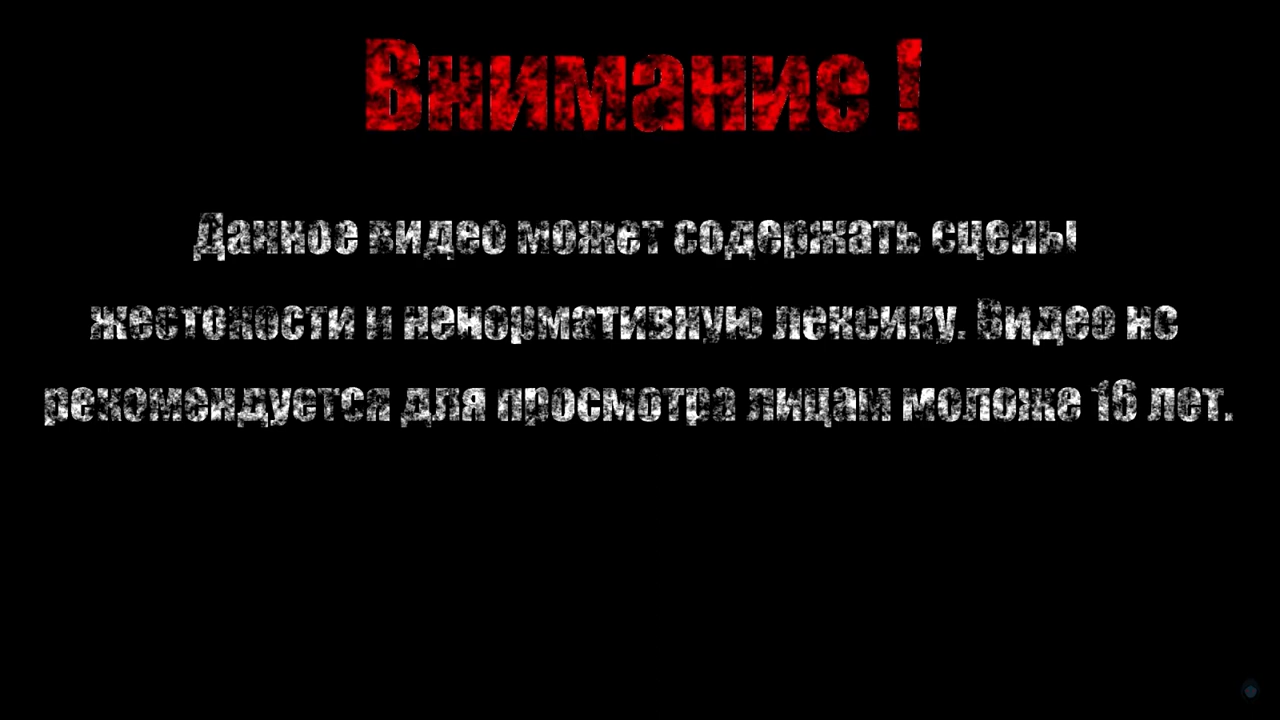 Внимание !
Данное видео может содержать сцены
жестокости и ненормативную лексику. Видео не
рекомендуется для просмотра лицам моложе 16 лет.